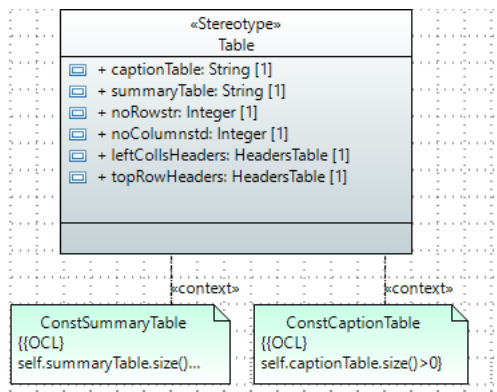 «Stereotype»
Table
+ captionTable: String [1]
+ summaryTable: String [1]
+ noRowstr: Integer [1]
+ noColumnstd: Integer [1]
+ leftCollsHeaders: HeadersTable [1]
+ topRowHeaders: HeadersTable [1]
«context»
«context»
ConstSummaryTable
{{OCL}
self.summaryTable.size()...
ConstCaptionTable
{{OCL}
self.captionTable.size()>0}